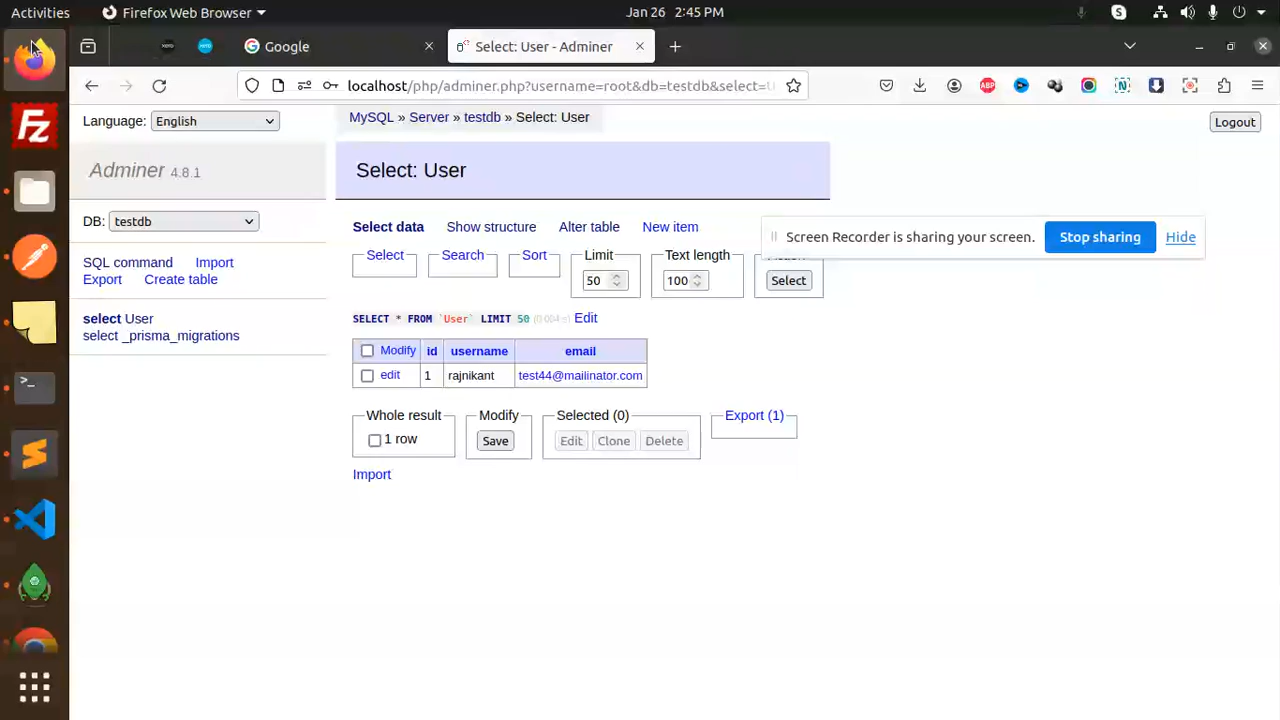 Activities Firefox Web Browser Jan 26 2:45 PM
Google Select: User - Adminer
localhost/php/adminer.php?username=root&db=testdb&select=U
Language: English MySQL » Server » testdb » Select: User Logout
Adminer 4.8.1 Select: User
DB: testdb Select data Show structure Alter table New item
Screen Recorder is sharing your screen. Stop sharing Hide
SQL command Import
Export Create table
Select Search Sort Limit Text length
50 100 Select
select User
select _prisma_migrations
SELECT * FROM `User` LIMIT 50 Edit
Modify id username email
edit 1 rajnikant test44@mailinator.com
Whole result Modify Selected (0) Export (1)
1 row Save Edit Clone Delete
Import